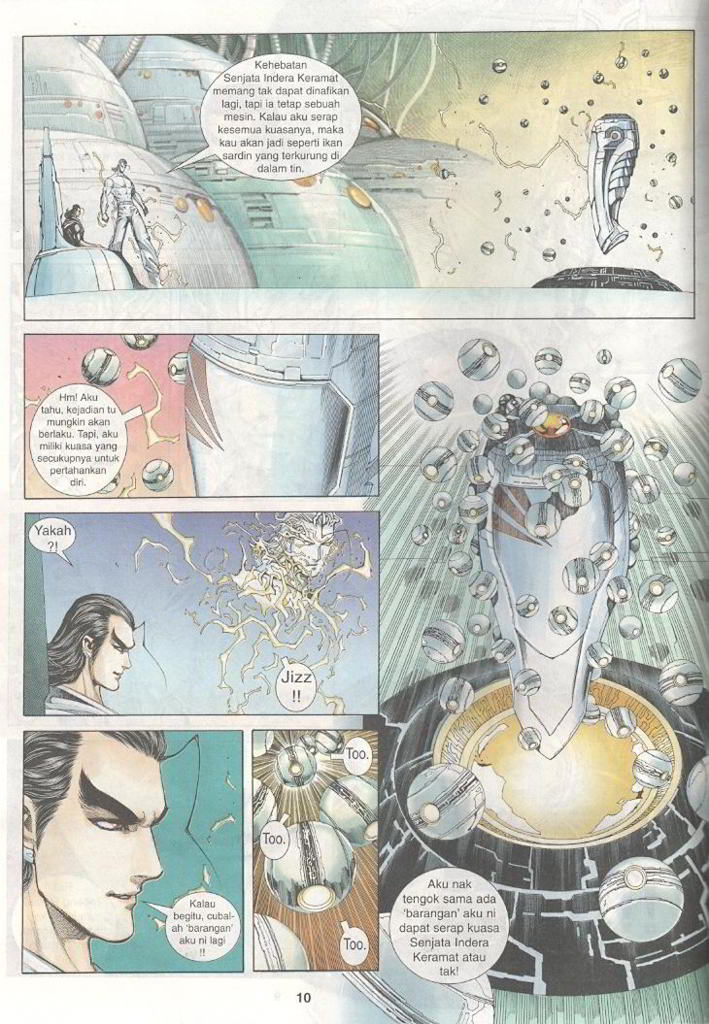 Kehebatan
Senjata Indera Keramat
memang tak dapat dinafikan
lagi, tapi ia tetap sebuah
mesin. Kalau aku serap
kesemua kuasanya, maka
kau akan jadi seperti ikan
sardin yang terkurung di
dalam tin.
Hm! Aku
tahu, kejadian tu
mungkin akan
berlaku. Tapi, aku
miliki kuasa yang
secukupnya untuk
pertahankan
diri.
Yakah
?!
Jizz
!!
Kalau
begitu, cubal-
ah 'barangan'
aku ni lagi
!!
Too.
Too.
Too.
Aku nak
tengok sama ada
'barangan' aku ni
dapat serap kuasa
Senjata Indera
Keramat atau
tak!
10